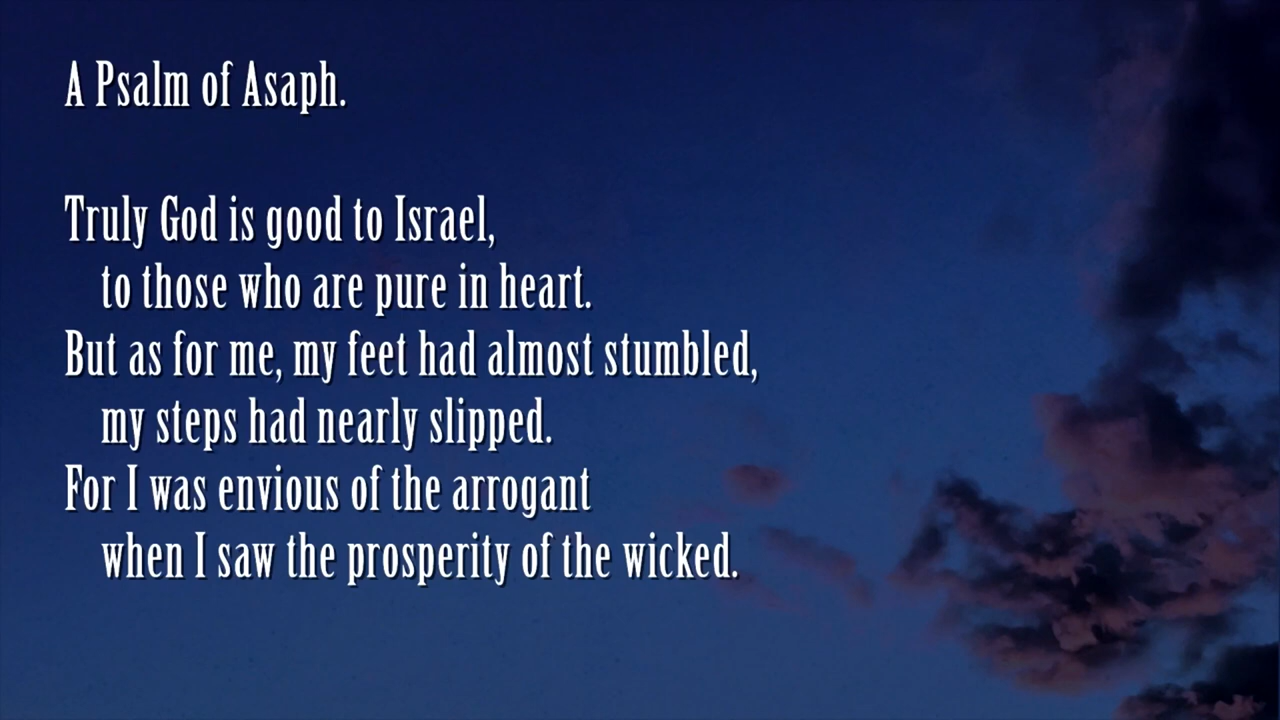 A Psalm of Asaph.
Truly God is good to Israel,
to those who are pure in heart.
But as for me, my feet had almost stumbled,
my steps had nearly slipped.
For I was envious of the arrogant
when I saw the prosperity of the wicked.